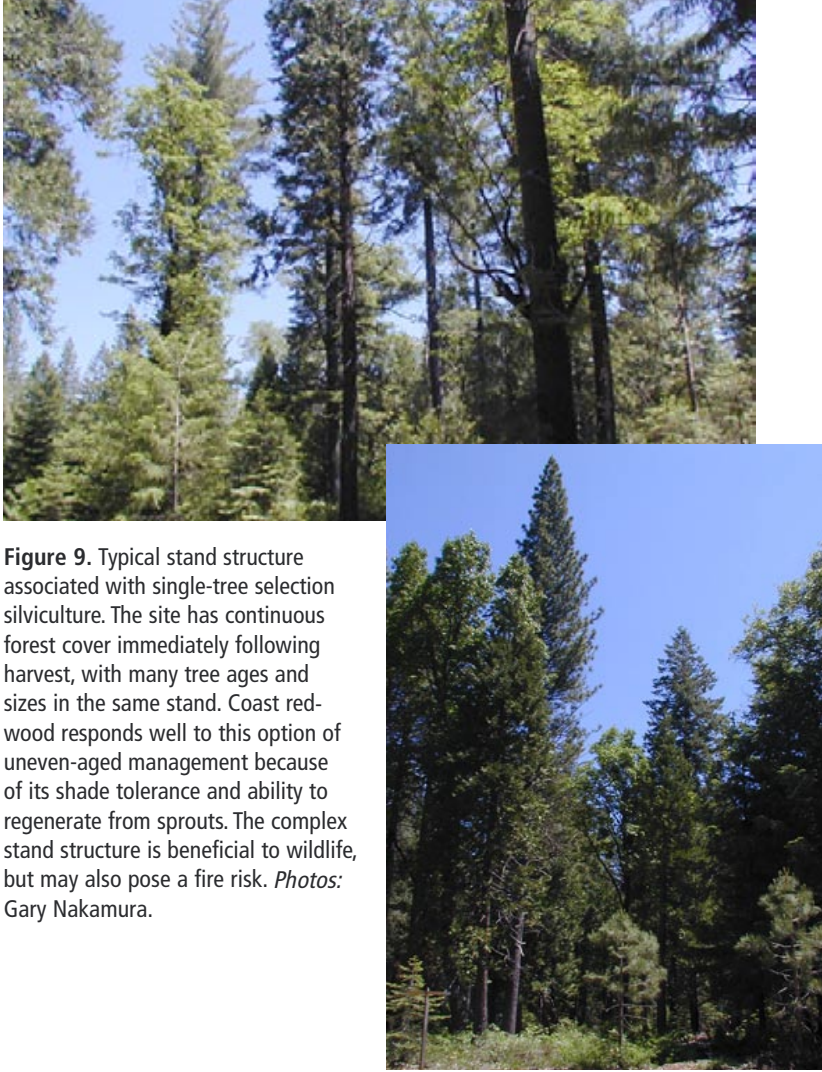 Figure 9. Typical stand structure
associated with single-tree selection
silviculture. The site has continuous
forest cover immediately following
harvest, with many tree ages and
sizes in the same stand. Coast red-
wood responds well to this option of
uneven-aged management because
of its shade tolerance and ability to
regenerate from sprouts. The complex
stand structure is beneficial to wildlife,
but may also pose a fire risk. Photos:
Gary Nakamura.